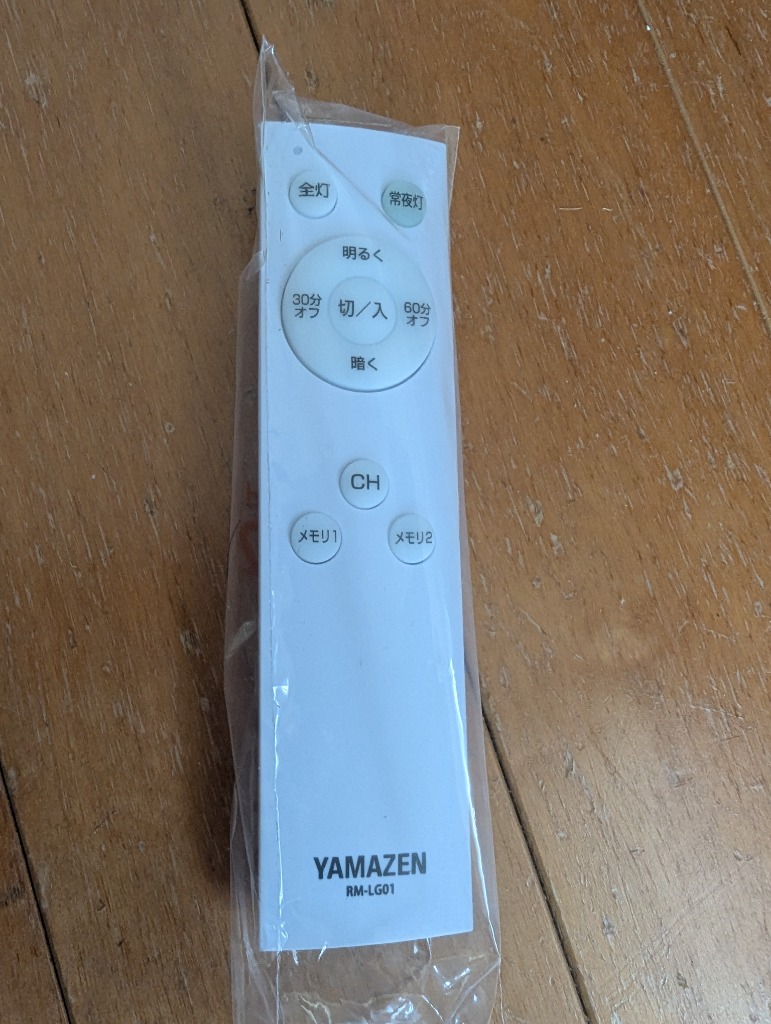 全灯
常夜灯
明るく
30分
オフ
切／入
60分
オフ
暗く
CH
メモリ1
メモリ2
YAMAZEN
RM-LG01